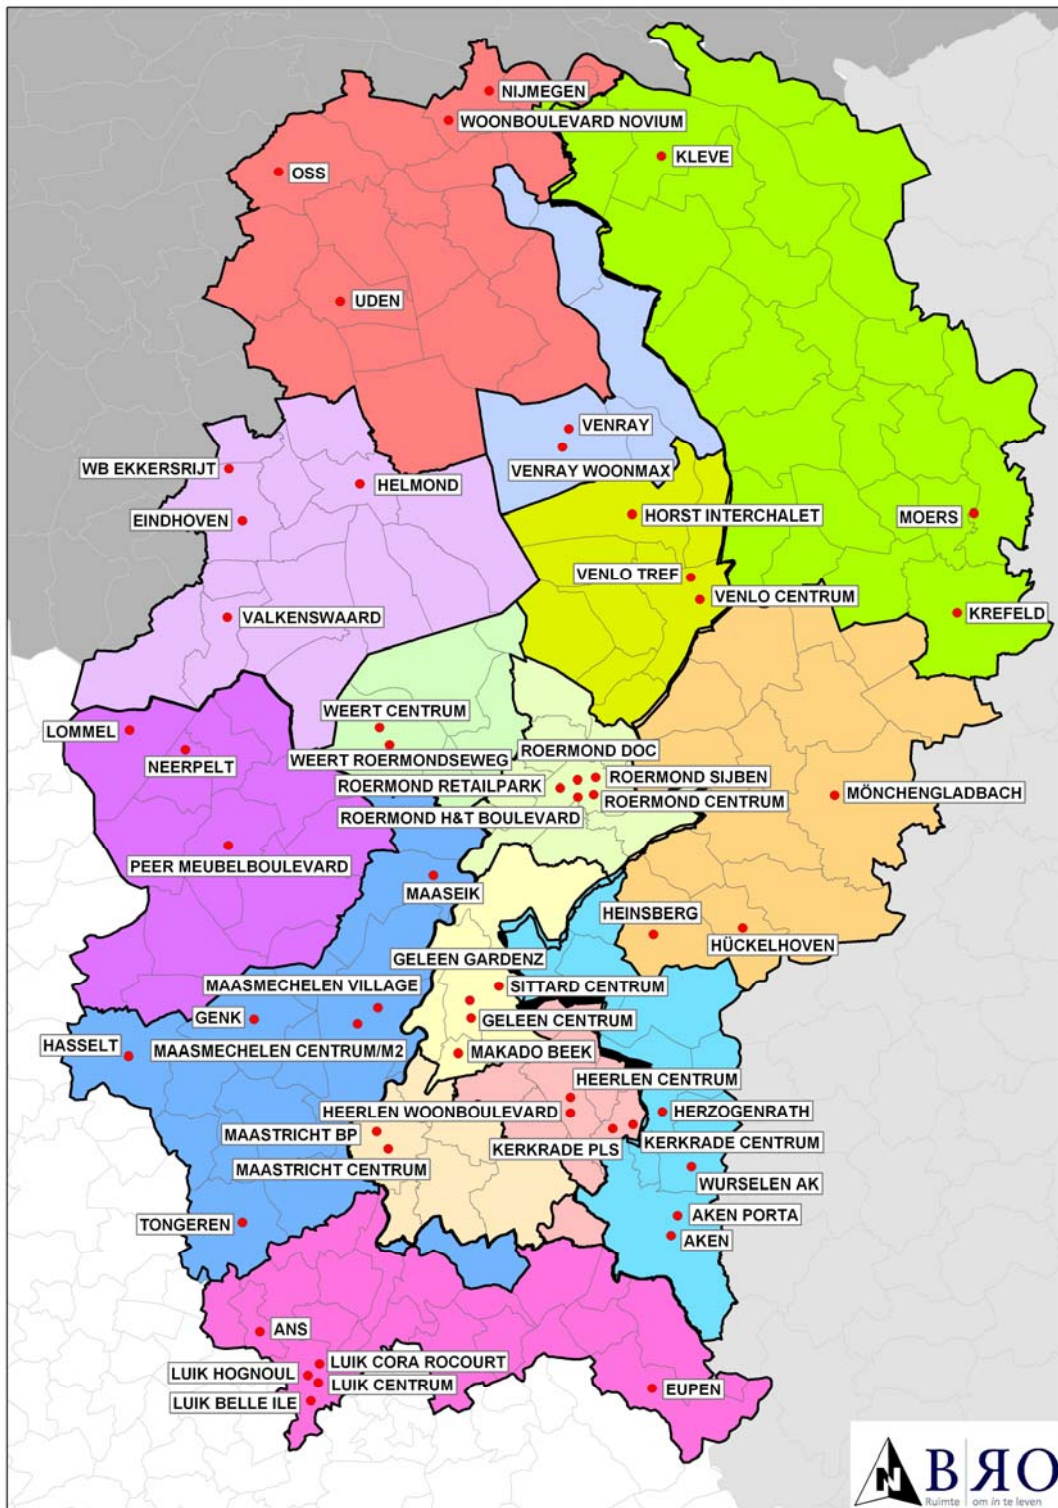 NIJMEGEN
WOONBOULEVARD NOVIUM
KLEVE
OSS
UDEN
VENRAY
WB EKKERSRIJT
VENRAY WOONMAX
HELMOND
HORST INTERCHALET
MOERS
EINDHOVEN
VENLO TREF
VENLO CENTRUM
KREFELD
VALKENSWAARD
WEERT CENTRUM
LOMMEL
ROERMOND DOC
WEERT ROERMONDSEWEG
NEERPELT
ROERMOND SIJBEN
ROERMOND RETAILPARK
MÖNCHENGLADBACH
ROERMOND CENTRUM
ROERMOND H&T BOULEVARD
PEER MEUBELBOULEVARD
MAASEIK
HEINSBERG
HÜCKELHOVEN
GELEEN GARDENZ
MAASMECHELEN VILLAGE
SITTARD CENTRUM
GENK
GELEEN CENTRUM
HASSELT
MAASMECHELEN CENTRUM/M2
MAKADO BEEK
HEERLEN CENTRUM
HEERLEN WOONBOULEVARD
HERZOGENRATH
MAASTRICHT BP
KERKRADE PLS
KERKRADE CENTRUM
MAASTRICHT CENTRUM
WURSELEN AK
AKEN PORTA
TONGEREN
AKEN
ANS
LUIK CORA ROCOURT
LUIK HOGNOUL
LUIK CENTRUM
EUPEN
LUIK BELLE ILE
N
BRO
Ruimte om in te leven